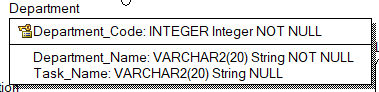 Department
Department_Code: INTEGER Integer NOT NULL
Department_Name: VARCHAR2(20) String NOT NULL
Task_Name: VARCHAR2(20) String NULL